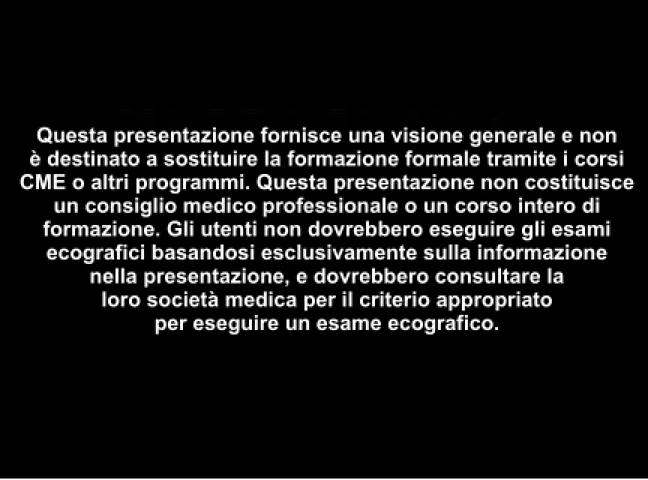 Questa presentazione fornisce una visione generale e non
è destinato a sostituire la formazione formale tramite i corsi
CME o altri programmi. Questa presentazione non costituisce
un consiglio medico professionale o un corso intero di
formazione. Gli utenti non dovrebbero eseguire gli esami
ecografici basandosi esclusivamente sulla informazione
nella presentazione, e dovrebbero consultare la
loro società medica per il criterio appropriato
per eseguire un esame ecografico.